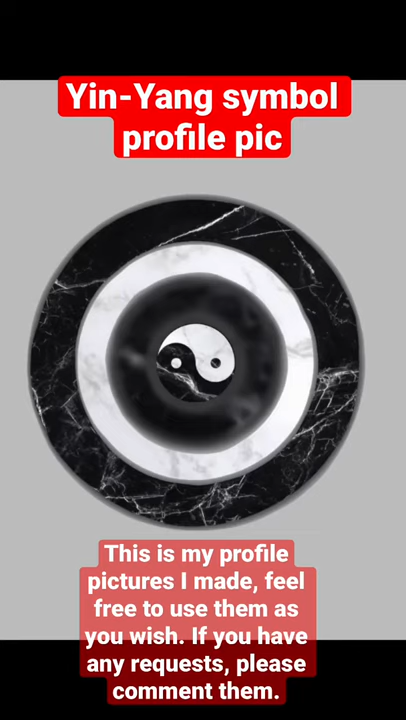 Yin-Yang symbol
profile pic
This is my profile
pictures I made, feel
free to use them as
you wish. If you have
any requests, please
comment them.